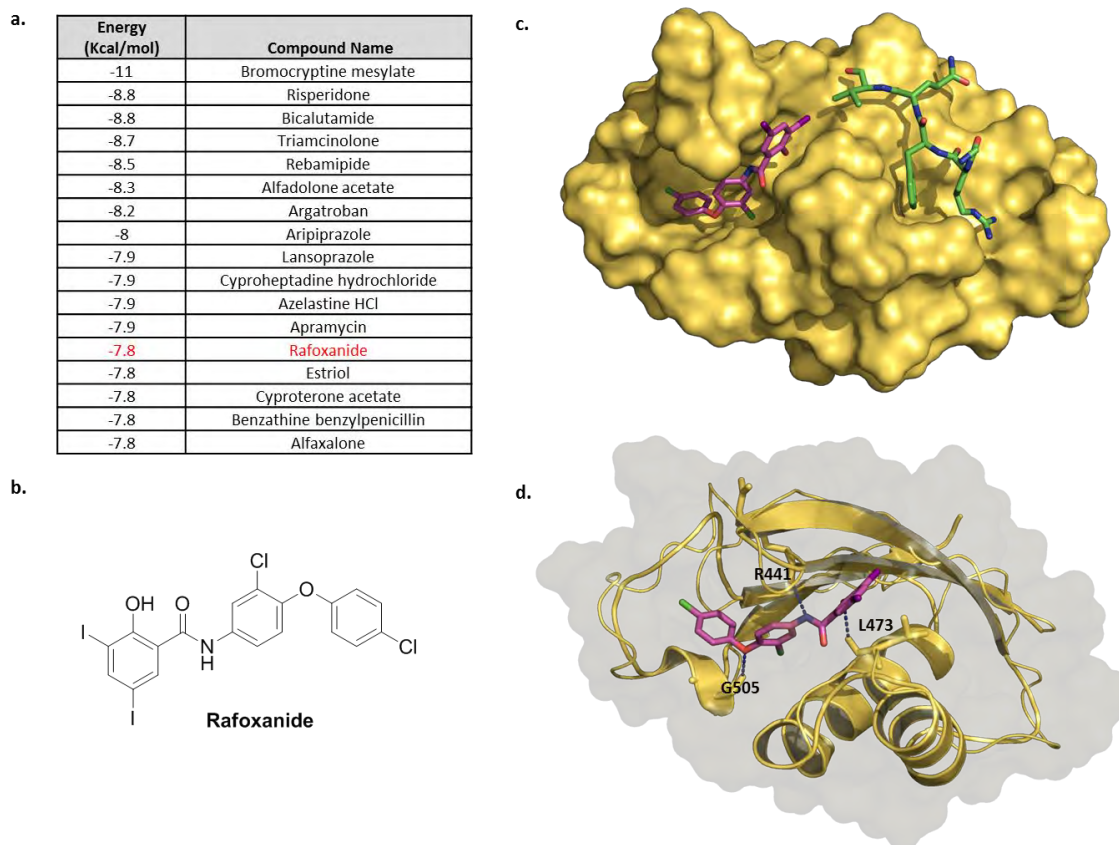 a.
Energy (Kcal/mol) Compound Name
-11 Bromocryptine mesylate
-8.8 Risperidone
-8.8 Bicalutamide
-8.7 Triamcinolone
-8.5 Rebamipide
-8.3 Alfadolone acetate
-8.2 Argatroban
-8 Aripiprazole
-7.9 Lansoprazole
-7.9 Cyproheptadine hydrochloride
-7.9 Azelastine HCl
-7.9 Apramycin
-7.8 Rafoxanide
-7.8 Estriol
-7.8 Cyproterone acetate
-7.8 Benzathine benzylpenicillin
-7.8 Alfaxalone
b.
Cl
OH O O
I
N
H
Cl
I
Rafoxanide
c.
d.
R441
L473
G505